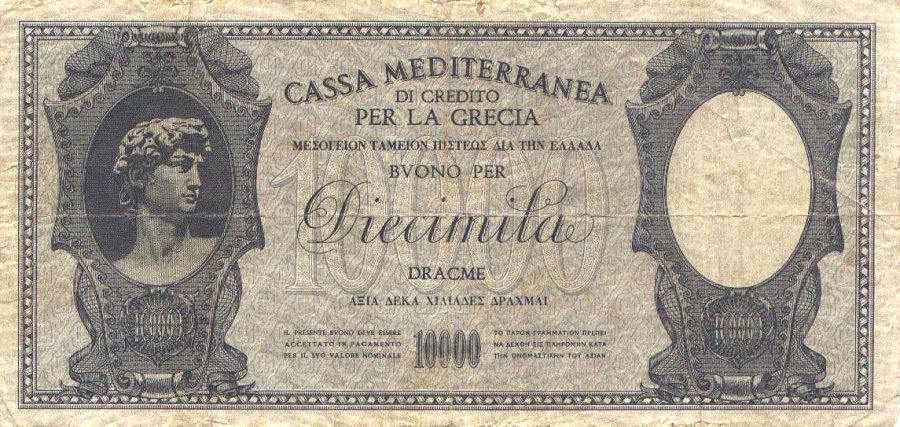 CASSA MEDITERRANEA
DI CREDITO
PER LA GRECIA
ΜΕΣΟΓΕΙΟΝ ΤΑΜΕΙΟΝ ΠΙΣΤΕΩΣ ΔΙΑ ΤΗΝ ΕΛΛΑΔΑ
BVONO PER
10000
Diecimila
DRACME
ΑΞΙΑ ΔΕΚΑ ΧΙΛΙΑΔΕΣ ΔΡΑΧΜΑΙ
IL PRESENTE BVONO DEVE ESSERE
ACCETTATO IN PAGAMENTO
PER IL SVO VALORE NOMINALE
10000
ΤΟ ΠΑΡΟΝ ΓΡΑΜΜΑΤΙΟΝ ΠΡΕΠΕΙ
ΝΑ ΔΕΧΘΗ ΕΙΣ ΠΛΗΡΩΜΗΝ ΚΑΤΑ
ΤΗΝ ΟΝΟΜΑΣΤΙΚΗΝ ΤΟΥ ΑΞΙΑΝ
10000
10000